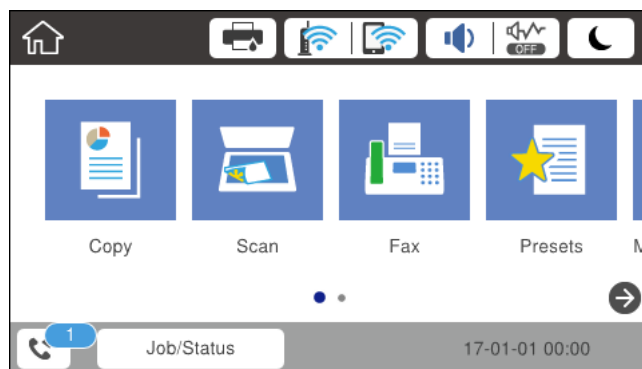 OFF
Copy
Scan
Fax
Presets
M
1
Job/Status
17-01-01 00:00